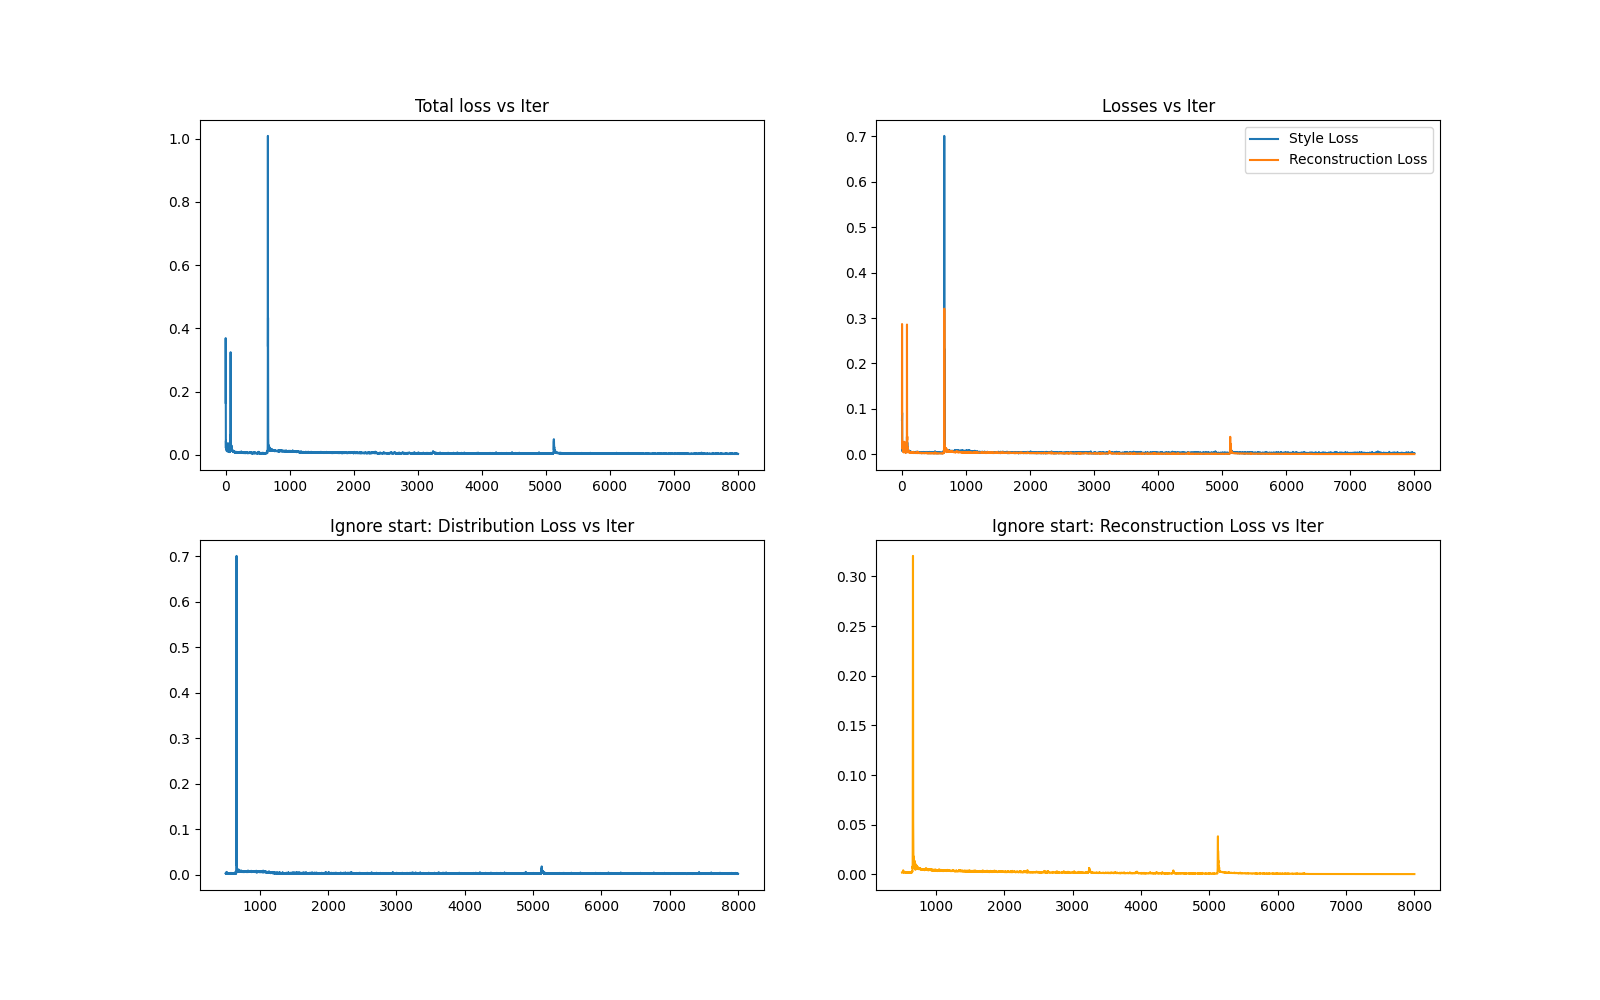 Total loss vs Iter
1.0
0.8
0.6
0.4
0.2
0.0
0 1000 2000 3000 4000 5000 6000 7000 8000
Losses vs Iter
Style Loss
Reconstruction Loss
0.7
0.6
0.5
0.4
0.3
0.2
0.1
0.0
0 1000 2000 3000 4000 5000 6000 7000 8000
Ignore start: Distribution Loss vs Iter
0.7
0.6
0.5
0.4
0.3
0.2
0.1
0.0
1000 2000 3000 4000 5000 6000 7000 8000
Ignore start: Reconstruction Loss vs Iter
0.30
0.25
0.20
0.15
0.10
0.05
0.00
1000 2000 3000 4000 5000 6000 7000 8000